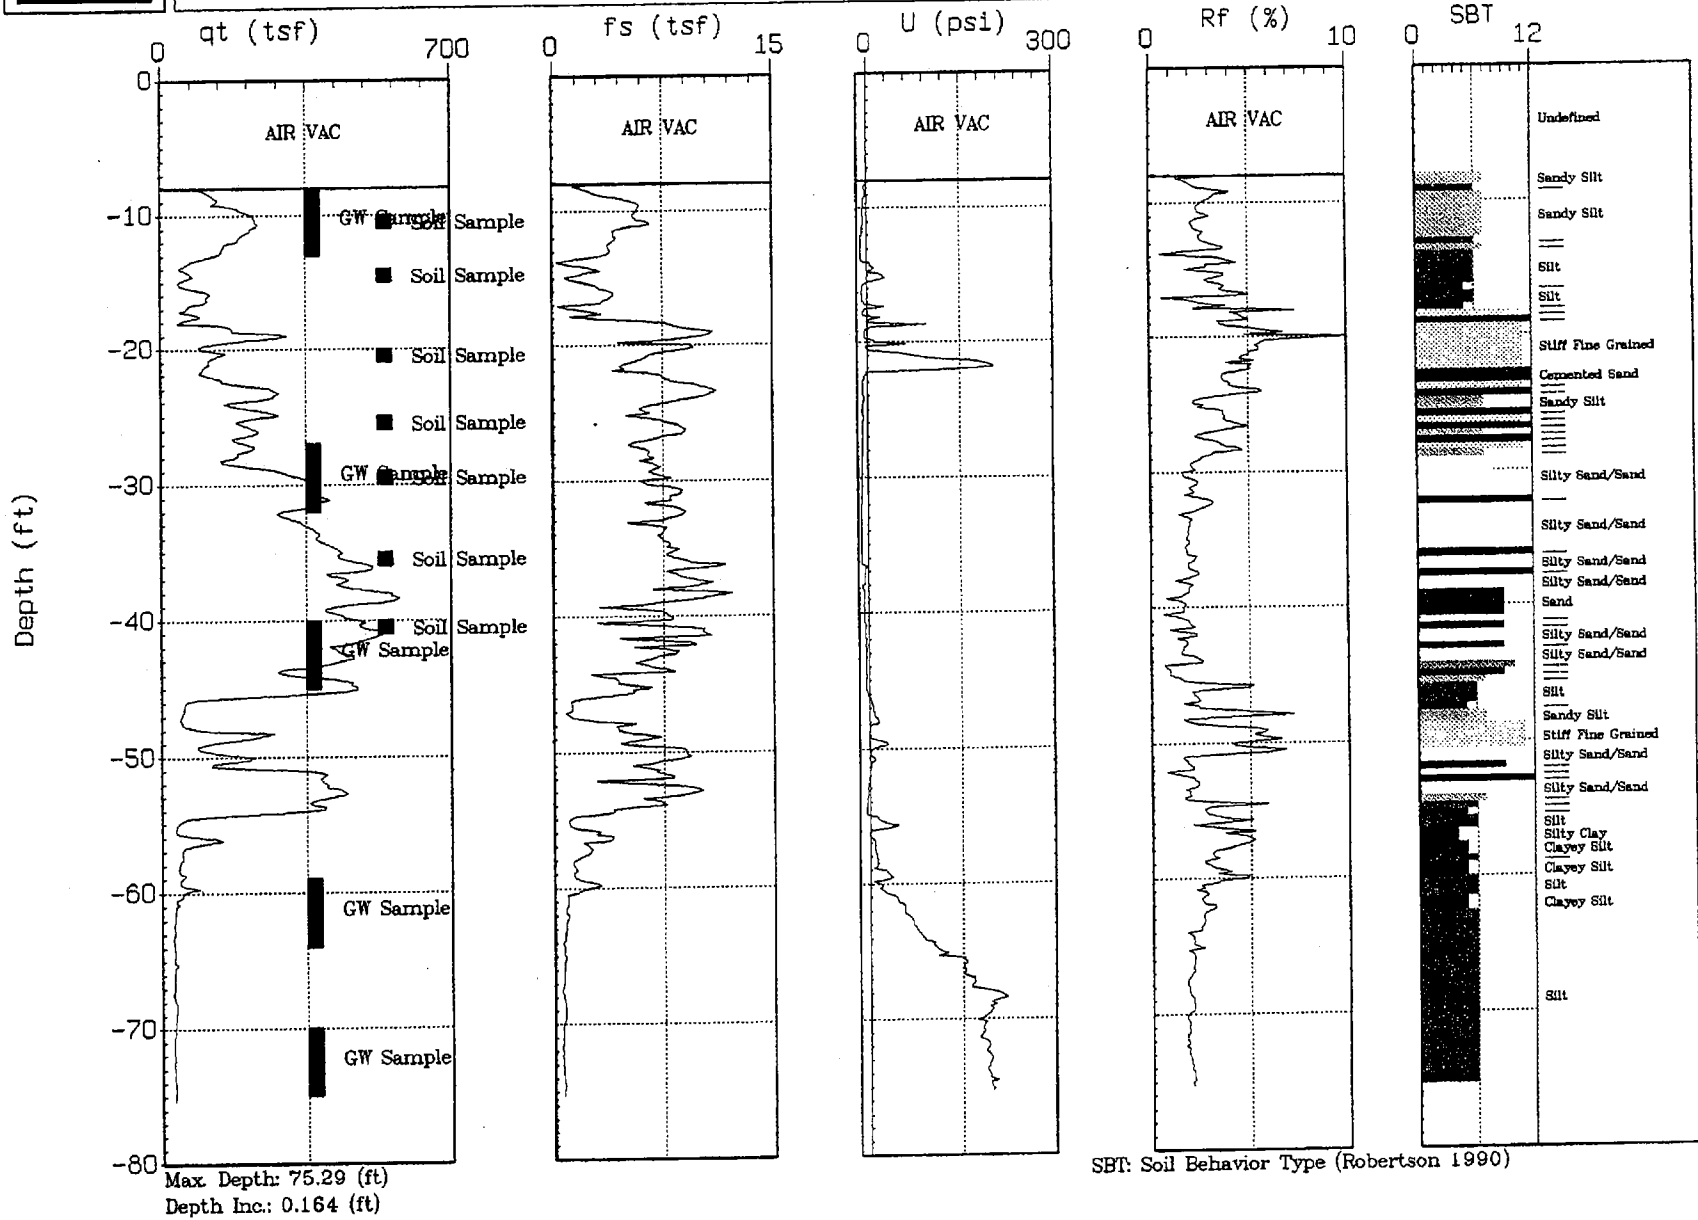 qt (tsf)
fs (tsf)
U (psi)
Rf (%)
SBT
0 700
0 15
0 300
0 10
0 12
Depth (ft)
0
-10
-20
-30
-40
-50
-60
-70
-80
AIR VAC
AIR VAC
AIR VAC
AIR VAC
GW Sample
Soil Sample
Soil Sample
Soil Sample
Soil Sample
GW Sample
Soil Sample
Soil Sample
Soil Sample
GW Sample
GW Sample
GW Sample
Undefined
Sandy Silt
Sandy Silt
Silt
Silt
Stiff Fine Grained
Cemented Sand
Sandy Silt
Silty Sand/Sand
Silty Sand/Sand
Silty Sand/Sand
Silty Sand/Sand
Sand
Silty Sand/Sand
Silty Sand/Sand
Silt
Sandy Silt
Stiff Fine Grained
Silty Sand/Sand
Silty Sand/Sand
Silt
Silty Clay
Clayey Silt
Clayey Silt
Silt
Clayey Silt
Silt
Max. Depth: 75.29 (ft)
Depth Inc.: 0.164 (ft)
SBT: Soil Behavior Type (Robertson 1990)